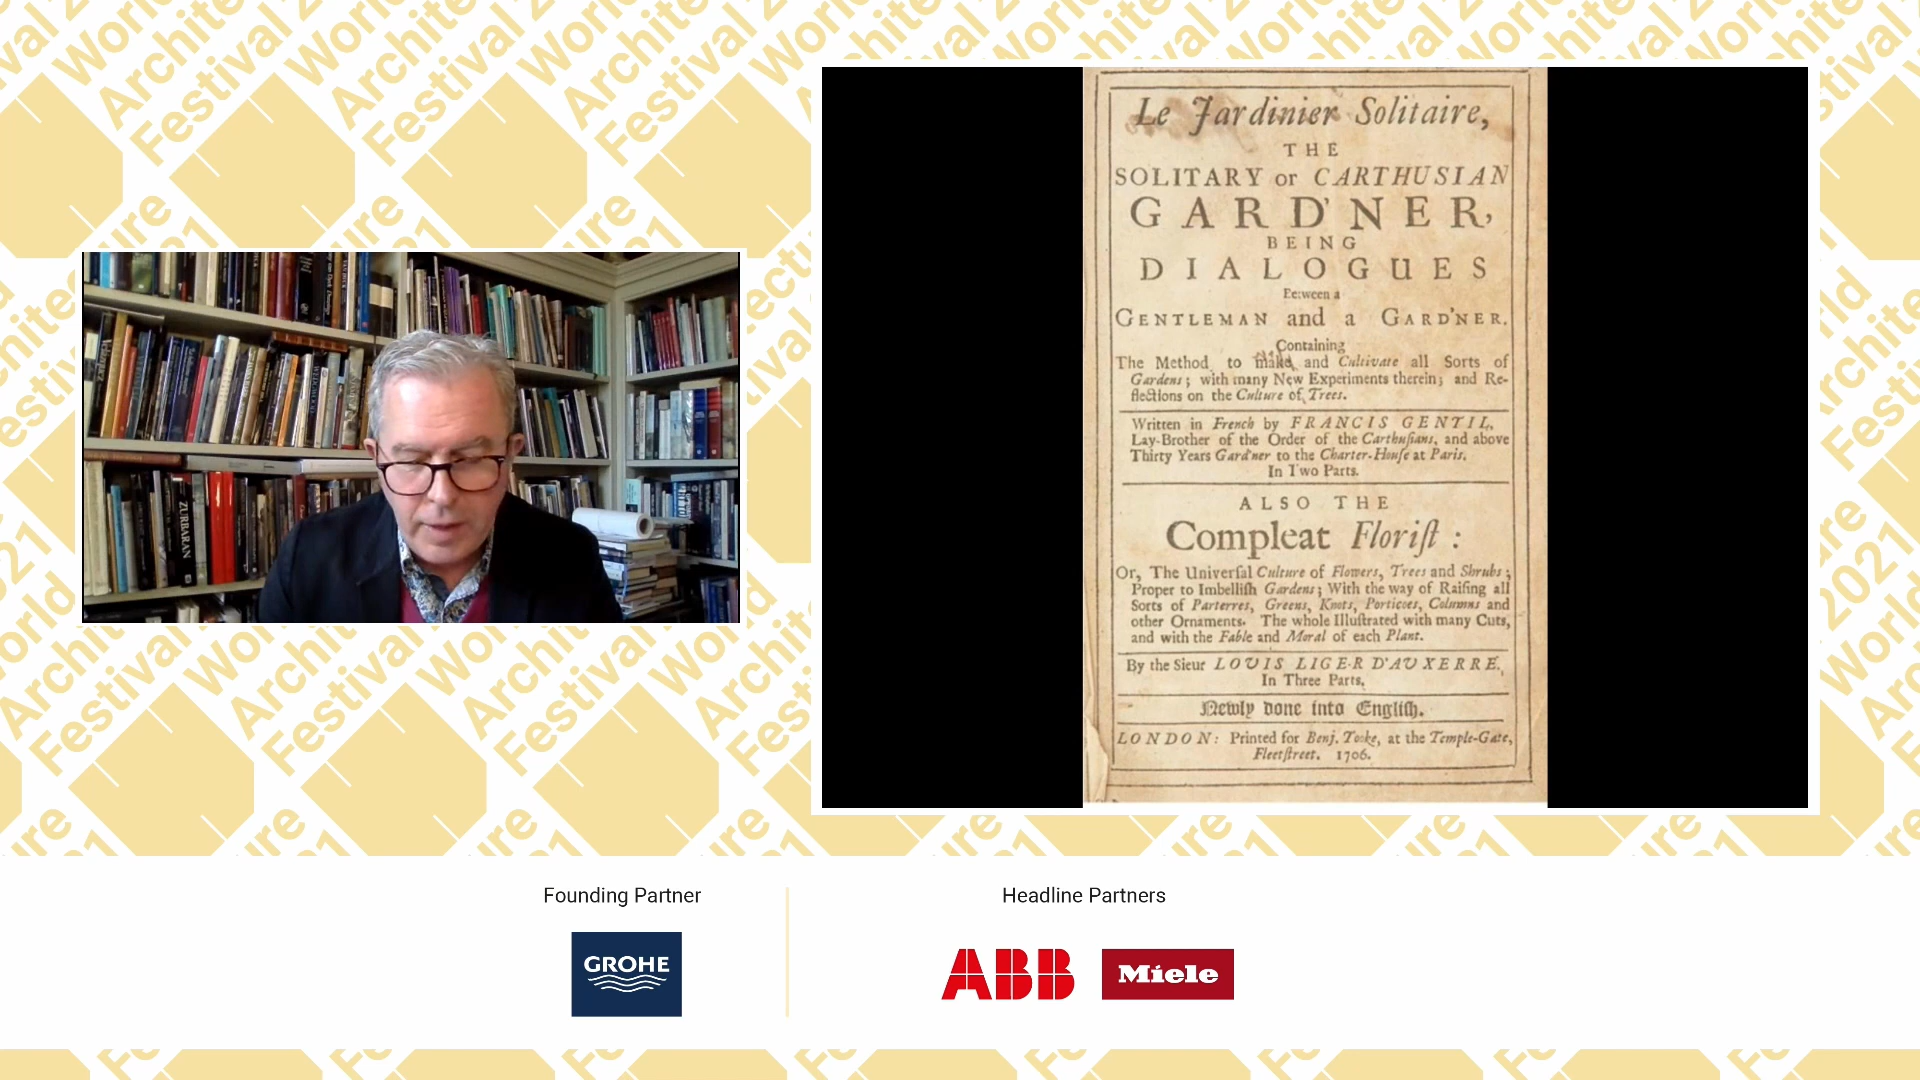 World Architecture Festival 2021
ZURBARAN
Le Jardinier Solitaire,
THE
SOLITARY or CARTHUSIAN
GARD'NER,
BEING
DIALOGUES
Between a
GENTLEMAN and a GARD'NER.
Containing
The Method to make and Cultivate all Sorts of
Gardens; with many New Experiments therein; and Re-
flections on the Culture of Trees.
Written in French by FRANCIS GENTIL,
Lay-Brother of the Order of the Carthuſians, and above
Thirty Years Gard'ner to the Charter-Houſe at Paris.
In Two Parts.
ALSO THE
Compleat Floriſt:
Or, The Univerſal Culture of Flowers, Trees and Shrubs;
Proper to Imbelliſh Gardens; With the way of Raiſing all
Sorts of Parterres, Greens, Knots, Porticoes, Columns and
other Ornaments. The whole Illuſtrated with many Cuts,
and with the Fable and Moral of each Plant.
By the Sieur LOUIS LIGER D'AUXERRE,
In Three Parts,
Newly done into Engliſh.
LONDON: Printed for Benj. Tooke, at the Temple-Gate,
Fleetſtreet. 1706.
Founding Partner
Headline Partners
GROHE
ABB
Miele